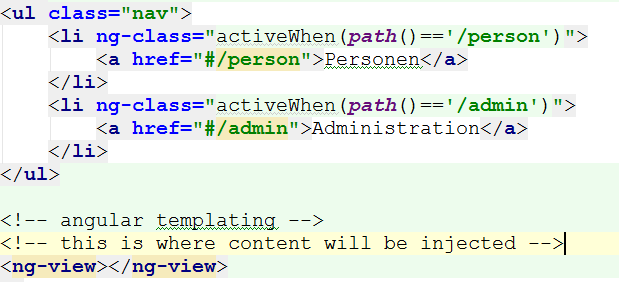 <ul class="nav">
<li ng-class="activeWhen(path()=='/person')">
<a href="#/person">Personen</a>
</li>
<li ng-class="activeWhen(path()=='/admin')">
<a href="#/admin">Administration</a>
</li>
</ul>
<!-- angular templating -->
<!-- this is where content will be injected -->
<ng-view></ng-view>